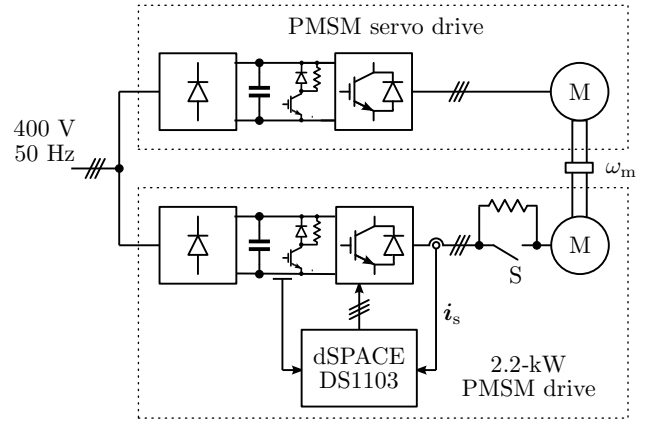 PMSM servo drive
M
400 V
50 Hz
ω_m
M
S
i_s
dSPACE
DS1103
2.2-kW
PMSM drive